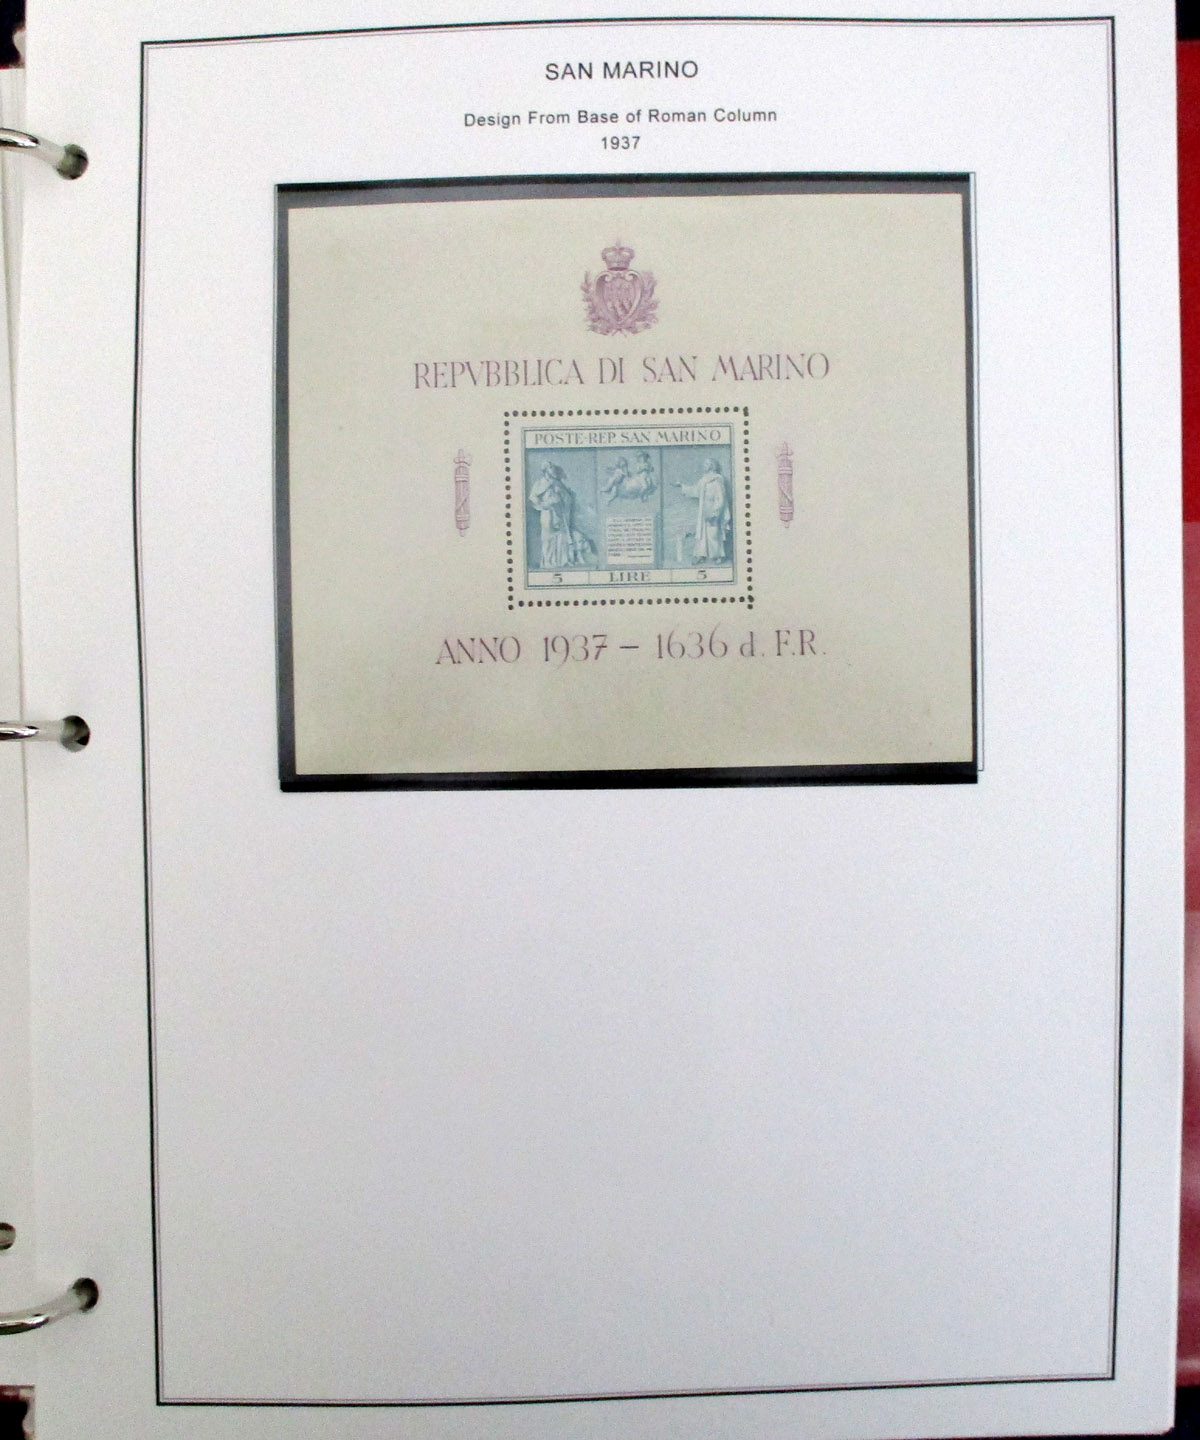 SAN MARINO
Design From Base of Roman Column
1937
REPVBBLICA DI SAN MARINO
POSTE·REP. SAN MARINO
5 LIRE 5
ANNO 1937 – 1636 d. F.R.